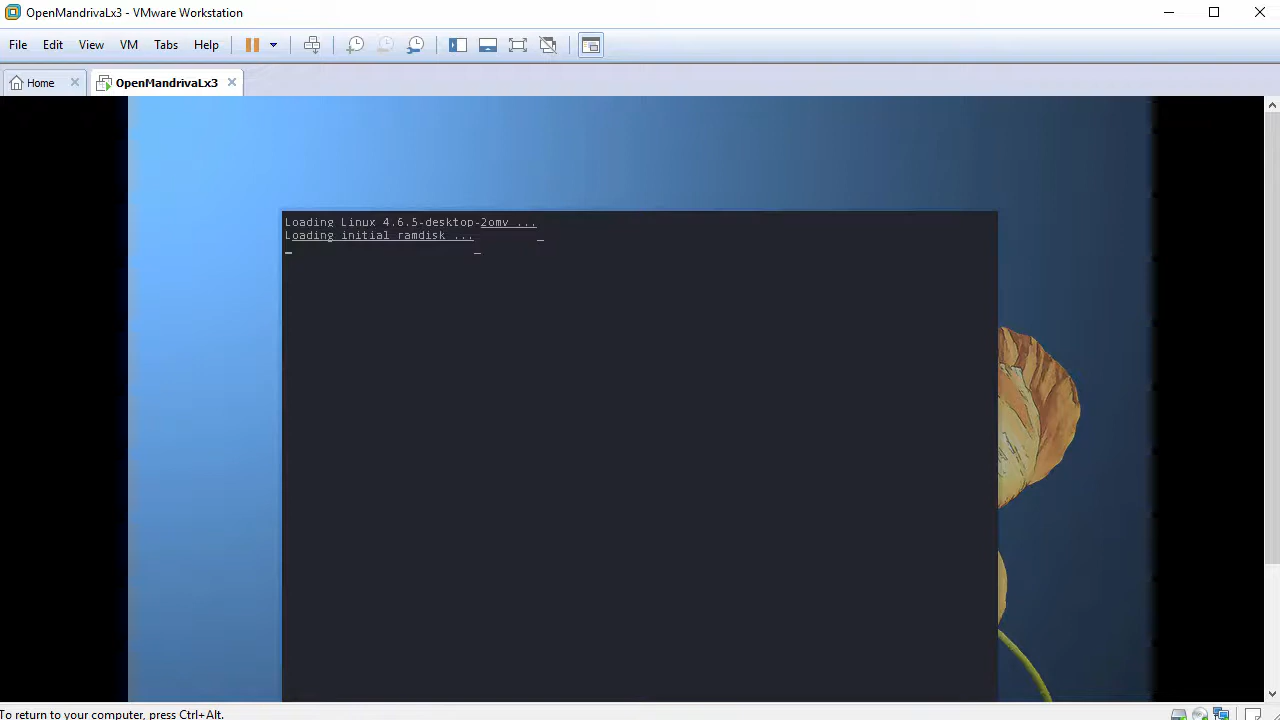 OpenMandrivaLx3 - VMware Workstation
File Edit View VM Tabs Help
Home OpenMandrivaLx3
Loading Linux 4.6.5-desktop-2omv ...
Loading initial ramdisk ...
To return to your computer, press Ctrl+Alt.